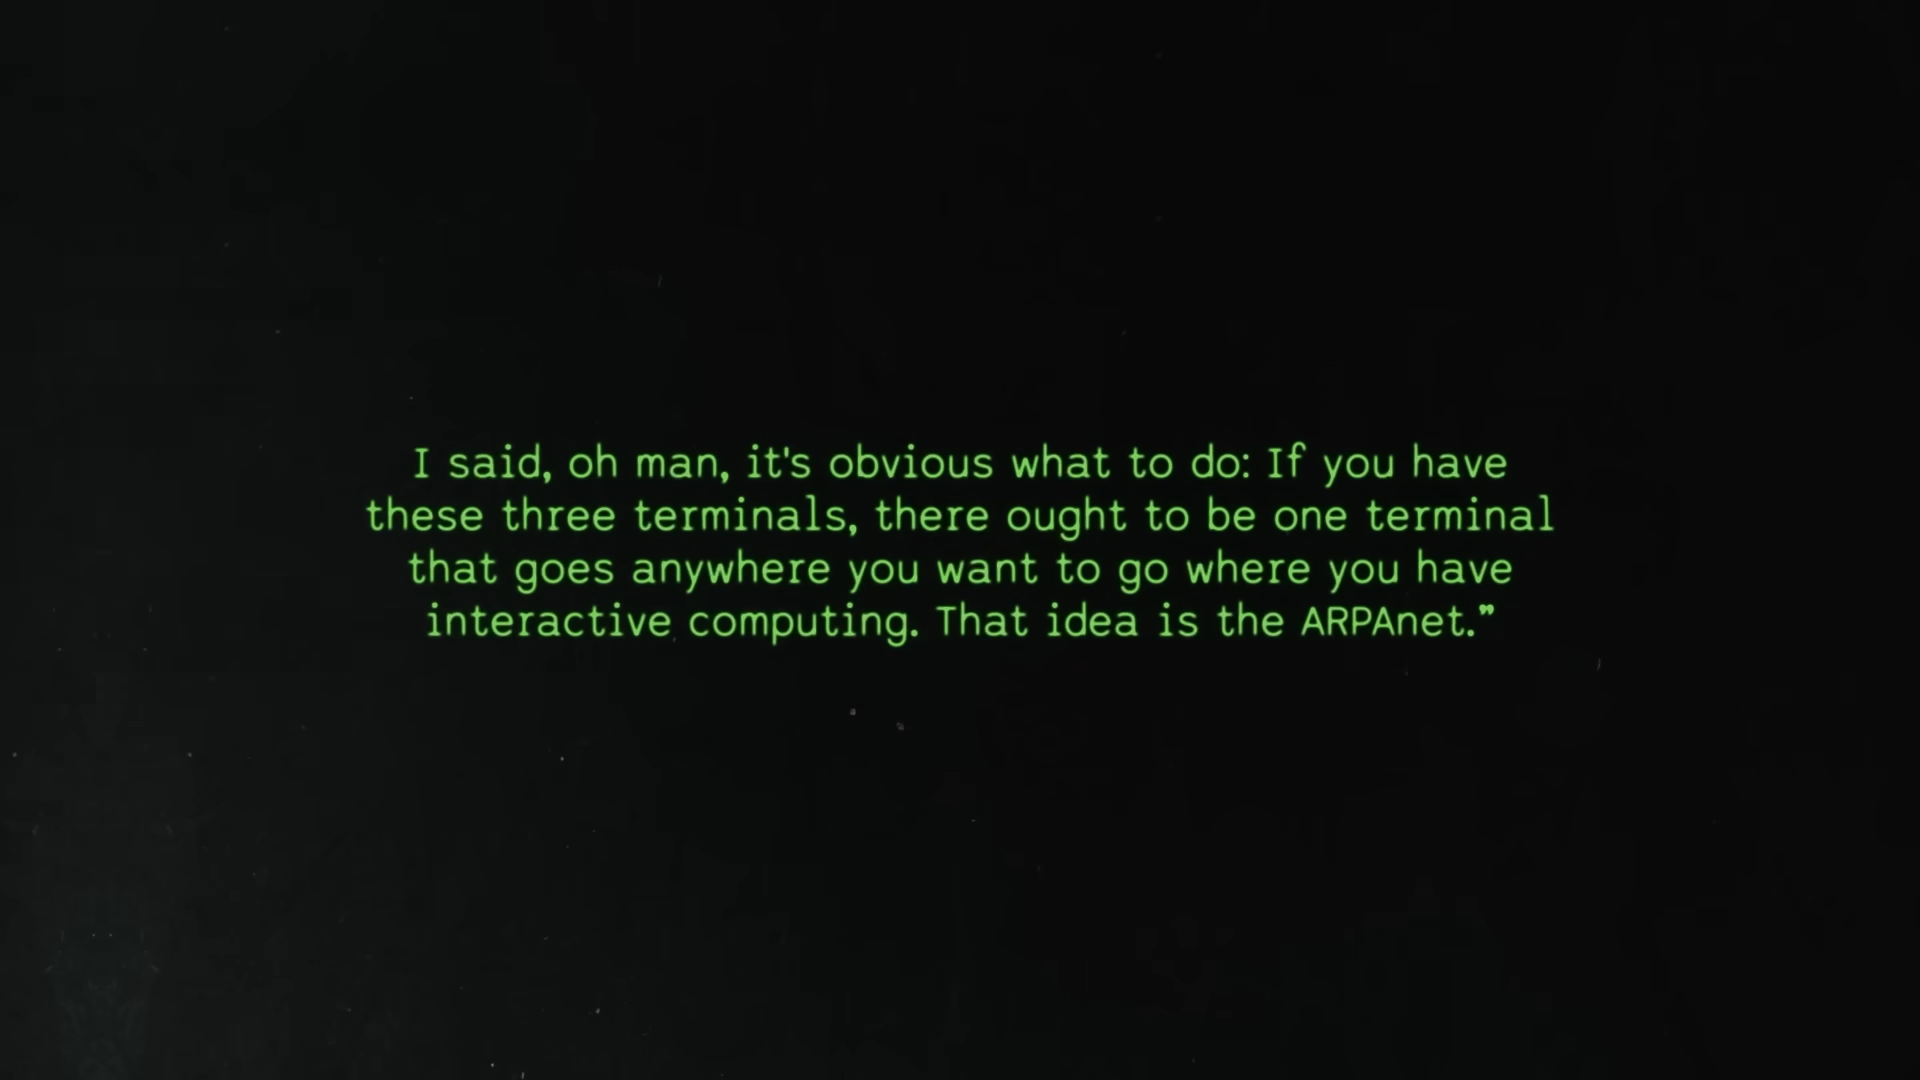 I said, oh man, it's obvious what to do: If you have
these three terminals, there ought to be one terminal
that goes anywhere you want to go where you have
interactive computing. That idea is the ARPAnet.”